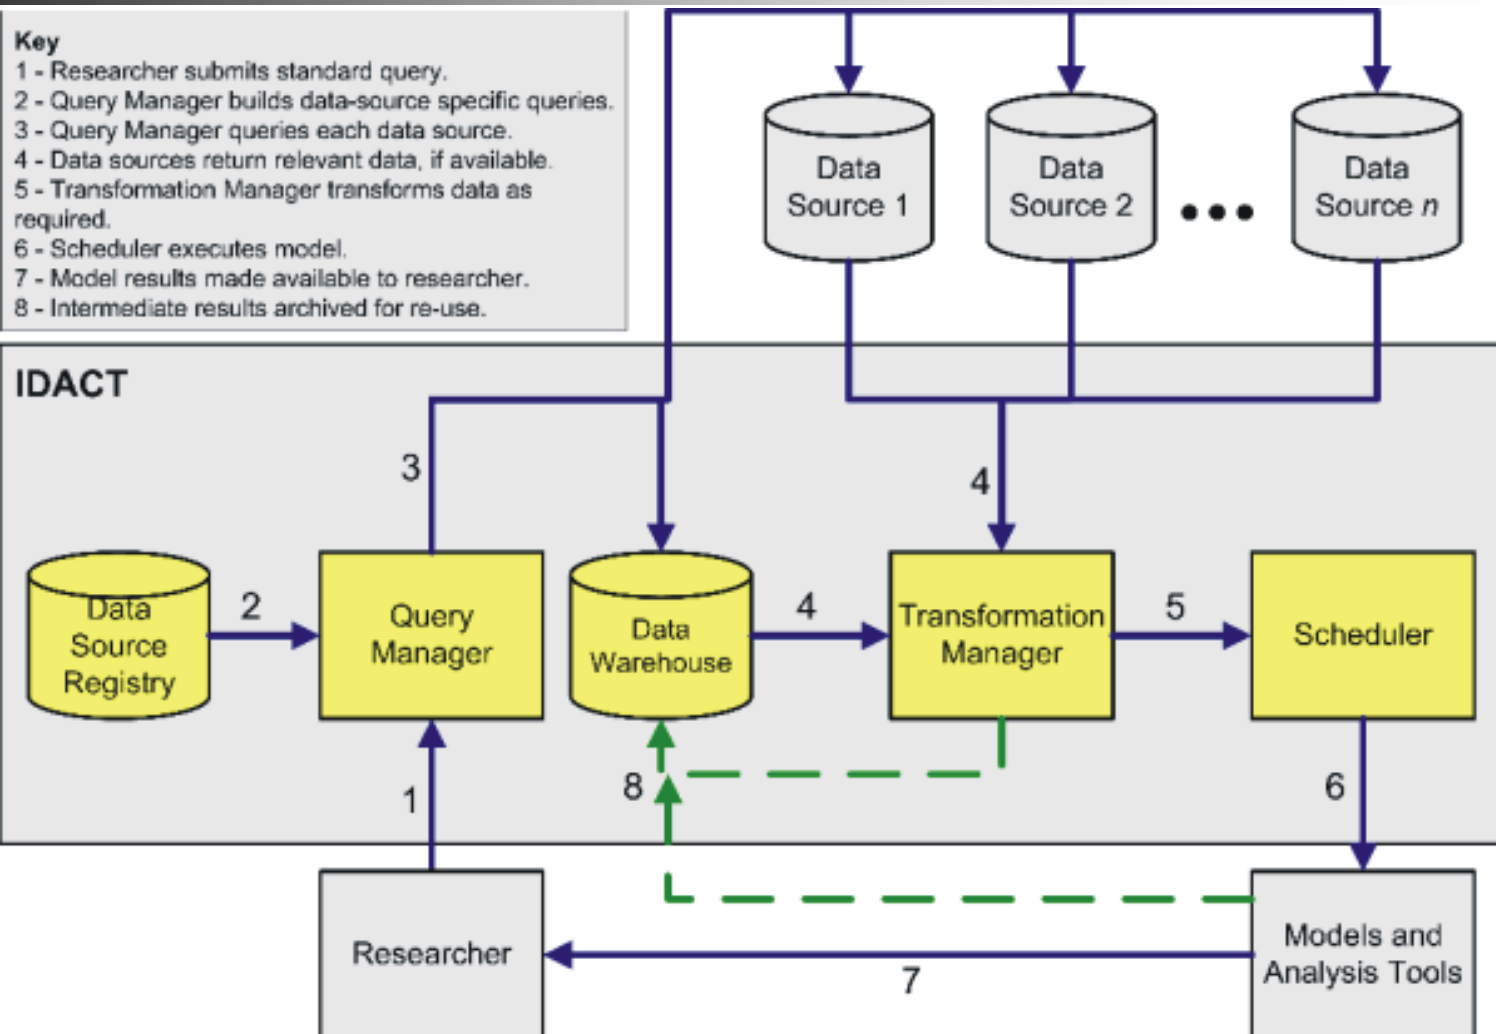 Key
1 - Researcher submits standard query.
2 - Query Manager builds data-source specific queries.
3 - Query Manager queries each data source.
4 - Data sources return relevant data, if available.
5 - Transformation Manager transforms data as
required.
6 - Scheduler executes model.
7 - Model results made available to researcher.
8 - Intermediate results archived for re-use.
Data
Source 1
Data
Source 2
Data
Source n
IDACT
3
4
Data
Source
Registry
2
Query
Manager
Data
Warehouse
4
Transformation
Manager
5
Scheduler
1
8
6
Researcher
7
Models and
Analysis Tools